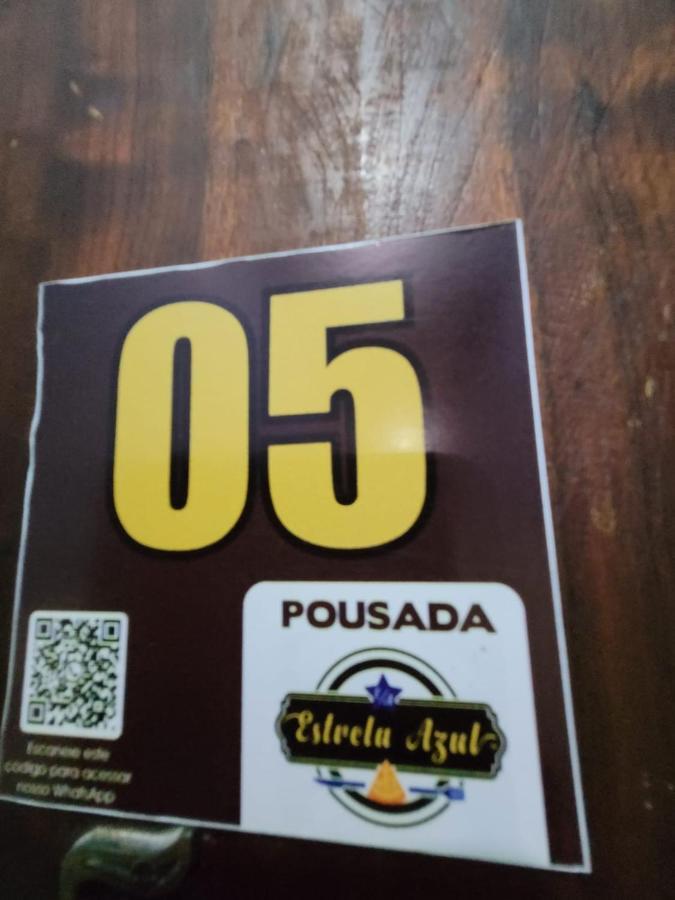 05
POUSADA
Estrela Azul
Escaneie este
código para acessar
nosso WhatsApp